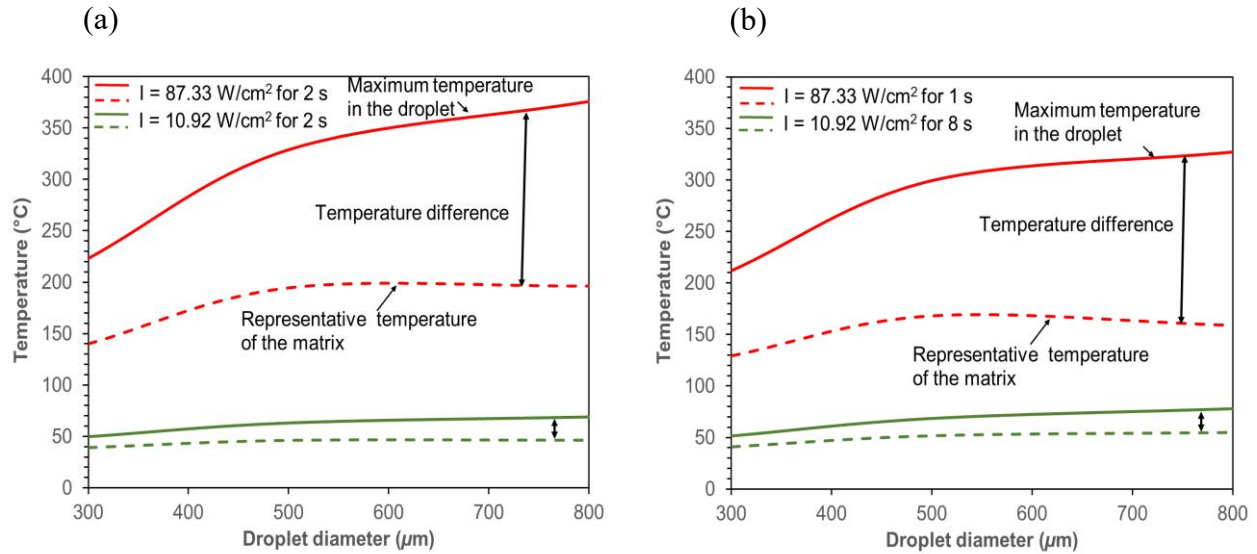 (a)
Temperature (°C)
400
350
300
250
200
150
100
50
0
I = 87.33 W/cm² for 2 s
I = 10.92 W/cm² for 2 s
Maximum temperature
in the droplet
Temperature difference
Representative temperature
of the matrix
300 400 500 600 700 800
Droplet diameter (µm)
(b)
Temperature (°C)
400
350
300
250
200
150
100
50
0
I = 87.33 W/cm² for 1 s
I = 10.92 W/cm² for 8 s
Maximum temperature
in the droplet
Temperature difference
Representative temperature
of the matrix
300 400 500 600 700 800
Droplet diameter (µm)